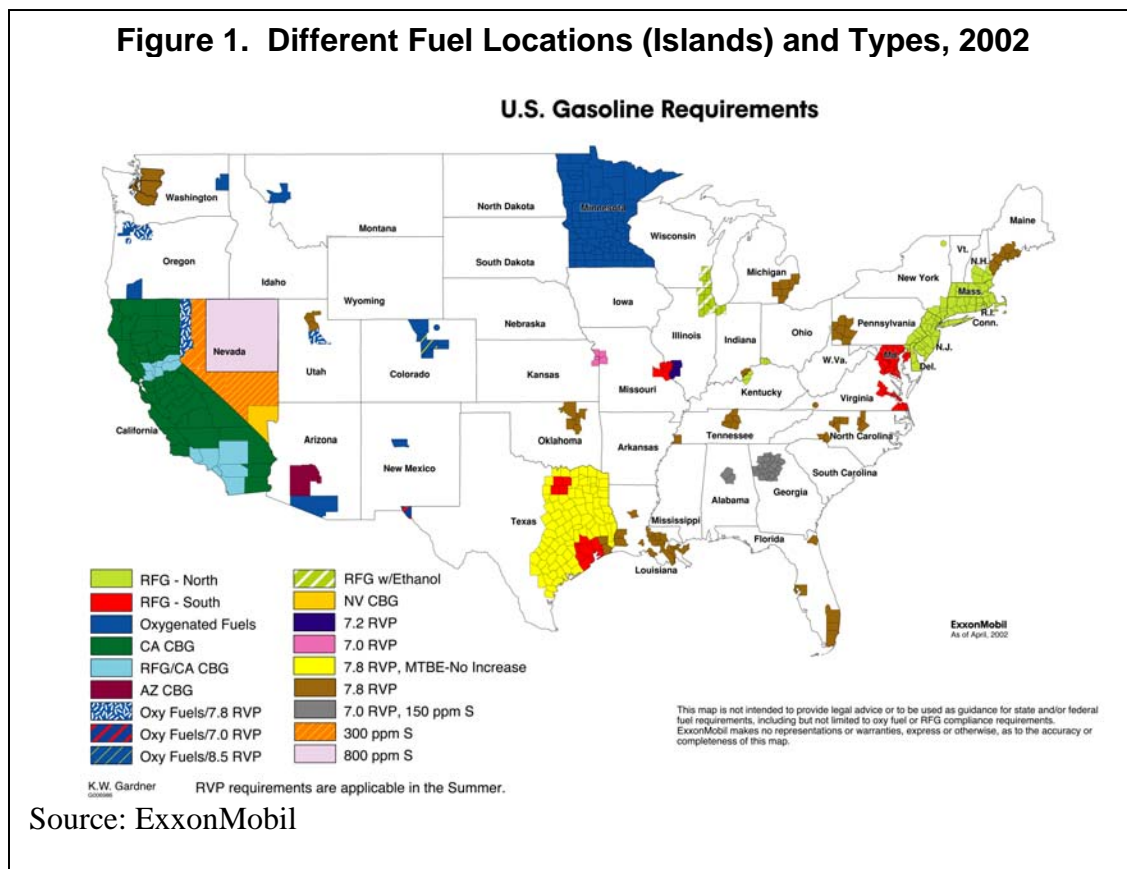 Figure 1.  Different Fuel Locations (Islands) and Types, 2002
U.S. Gasoline Requirements
Washington
Oregon
California
Nevada
Idaho
Montana
Wyoming
Utah
Colorado
Arizona
New Mexico
North Dakota
South Dakota
Nebraska
Kansas
Oklahoma
Texas
Minnesota
Iowa
Missouri
Arkansas
Louisiana
Wisconsin
Illinois
Michigan
Indiana
Ohio
Kentucky
Tennessee
Mississippi
Alabama
Georgia
Florida
South Carolina
North Carolina
Virginia
W.Va.
Md.
Del.
Pennsylvania
N.J.
New York
Conn.
R.I.
Mass.
Vt.
N.H.
Maine
RFG - North
RFG - South
Oxygenated Fuels
CA CBG
RFG/CA CBG
AZ CBG
Oxy Fuels/7.8 RVP
Oxy Fuels/7.0 RVP
Oxy Fuels/8.5 RVP
RFG w/Ethanol
NV CBG
7.2 RVP
7.0 RVP
7.8 RVP, MTBE-No Increase
7.8 RVP
7.0 RVP, 150 ppm S
300 ppm S
800 ppm S
ExxonMobil
As of April, 2002
This map is not intended to provide legal advice or to be used as guidance for state and/or federal
fuel requirements, including but not limited to oxy fuel or RFG compliance requirements.
ExxonMobil makes no representations or warranties, express or otherwise, as to the accuracy or
completeness of this map.
K.W. Gardner
RVP requirements are applicable in the Summer.
Source: ExxonMobil